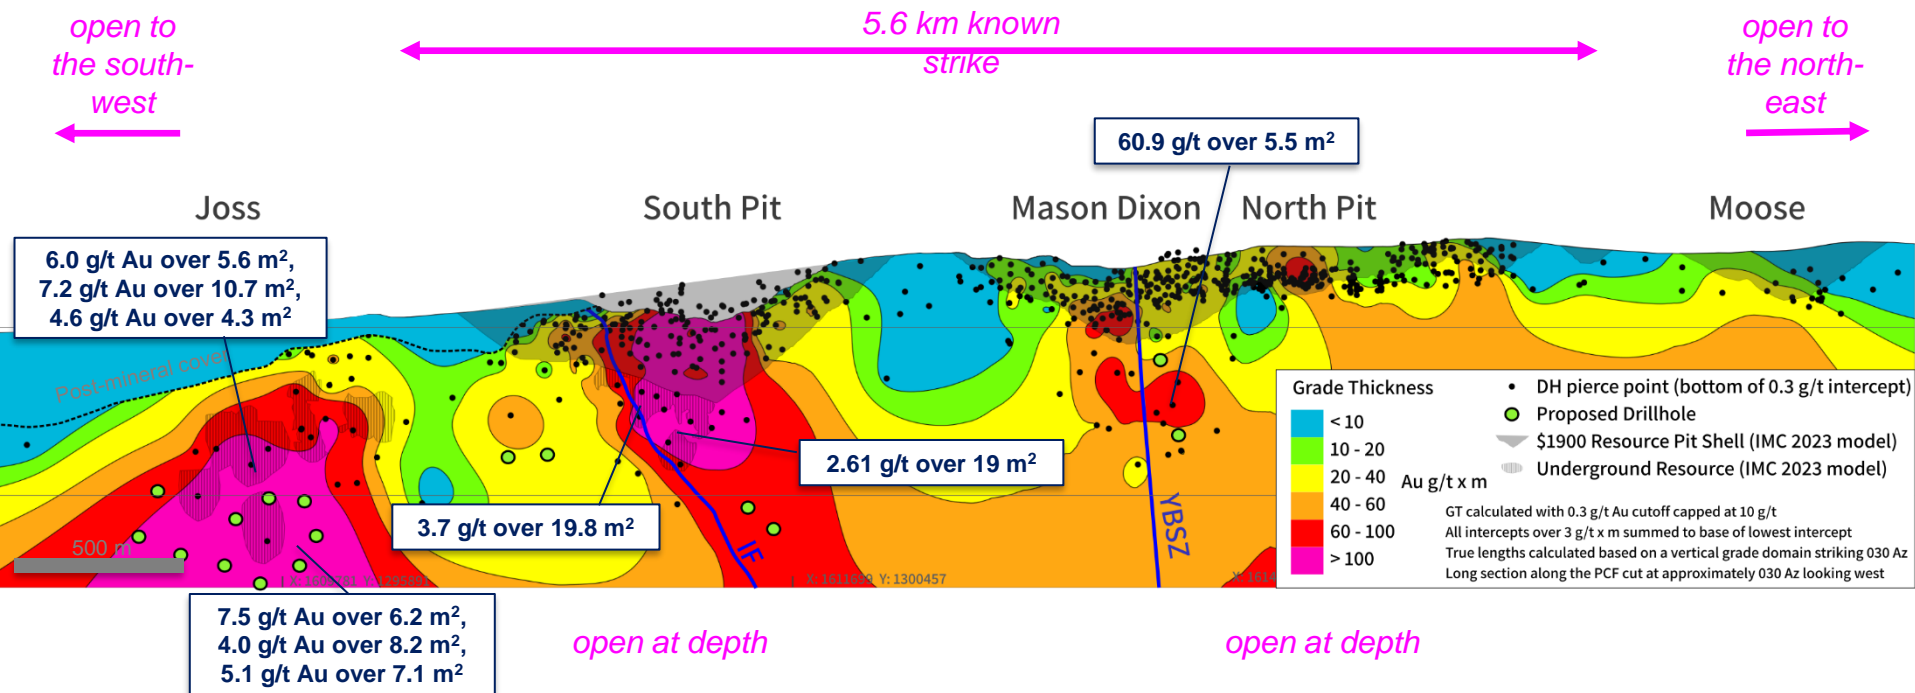 open to
the south-
west
5.6 km known
strike
open to
the north-
east
60.9 g/t over 5.5 m²
Joss
South Pit
Mason Dixon
North Pit
Moose
6.0 g/t Au over 5.6 m²,
7.2 g/t Au over 10.7 m²,
4.6 g/t Au over 4.3 m²
Post-mineral cover
2.61 g/t over 19 m²
3.7 g/t over 19.8 m²
IF
YBSZ
500 m
X: 1611659 Y: 1300457
Grade Thickness
< 10
10 - 20
20 - 40
40 - 60
60 - 100
> 100
Au g/t x m
DH pierce point (bottom of 0.3 g/t intercept)
Proposed Drillhole
$1900 Resource Pit Shell (IMC 2023 model)
Underground Resource (IMC 2023 model)
GT calculated with 0.3 g/t Au cutoff capped at 10 g/t
All intercepts over 3 g/t x m summed to base of lowest intercept
True lengths calculated based on a vertical grade domain striking 030 Az
Long section along the PCF cut at approximately 030 Az looking west
7.5 g/t Au over 6.2 m²,
4.0 g/t Au over 8.2 m²,
5.1 g/t Au over 7.1 m²
open at depth
open at depth